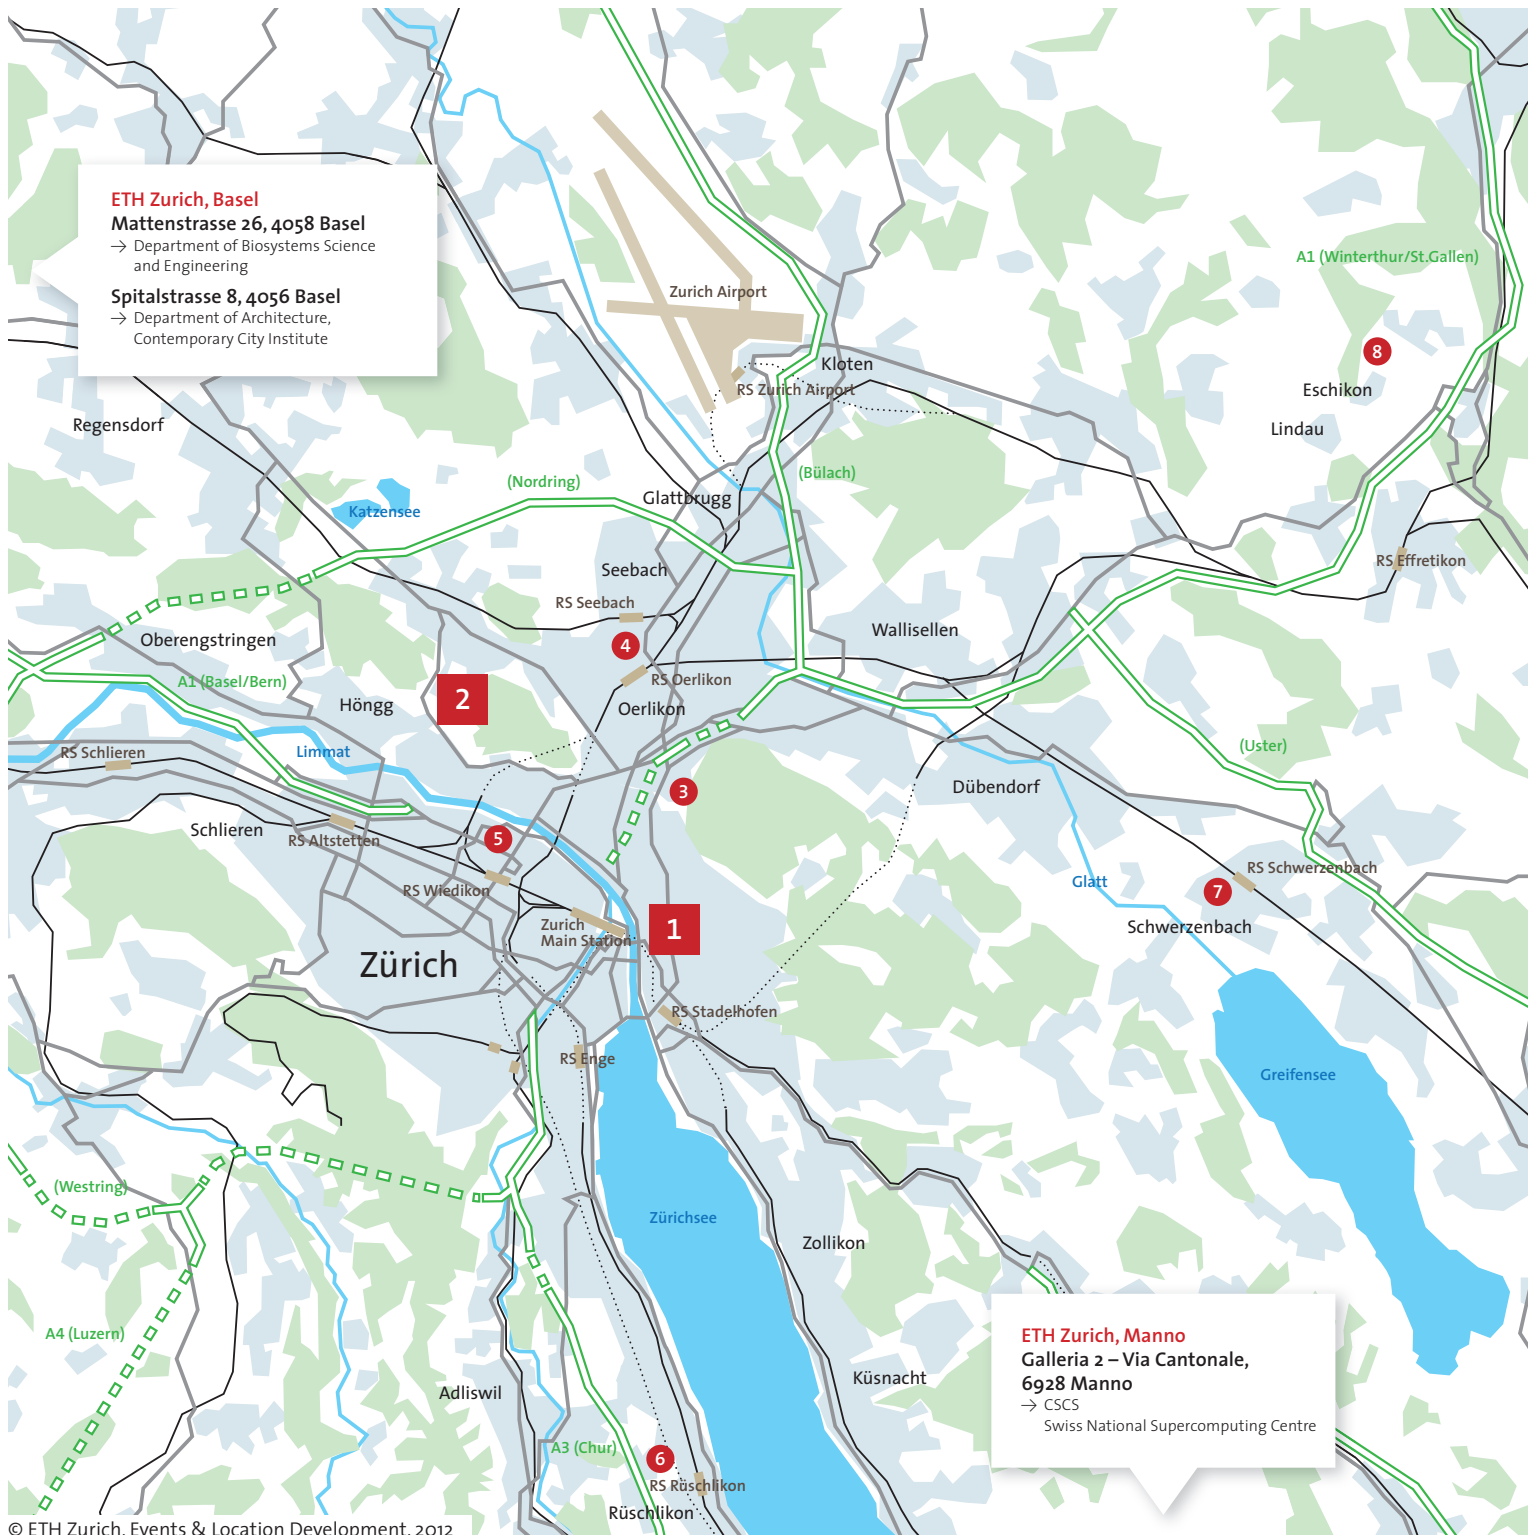 ETH Zurich, Basel
Mattenstrasse 26, 4058 Basel
→ Department of Biosystems Science
and Engineering
Spitalstrasse 8, 4056 Basel
→ Department of Architecture,
Contemporary City Institute
A1 (Winterthur/St.Gallen)
Zurich Airport
8
Kloten
RS Zurich Airport
Eschikon
Regensdorf
Lindau
(Bülach)
(Nordring)
Glattbrugg
Katzensee
RS Effretikon
Seebach
RS Seebach
Wallisellen
Oberengstringen
4
RS Oerlikon
A1 (Basel/Bern)
2
Höngg
Oerlikon
(Uster)
RS Schlieren
Limmat
Dübendorf
3
Schlieren
RS Altstetten
5
RS Schwerzenbach
Glatt
RS Wiedikon
7
Zurich
Main Station
1
Schwerzenbach
Zürich
RS Stadelhofen
RS Enge
Greifensee
(Westring)
Zürichsee
Zollikon
A4 (Luzern)
ETH Zurich, Manno
Galleria 2 – Via Cantonale,
6928 Manno
→ CSCS
Swiss National Supercomputing Centre
Küsnacht
Adliswil
A3 (Chur)
6
RS Rüschlikon
Rüschlikon
© ETH Zurich, Events & Location Development, 2012